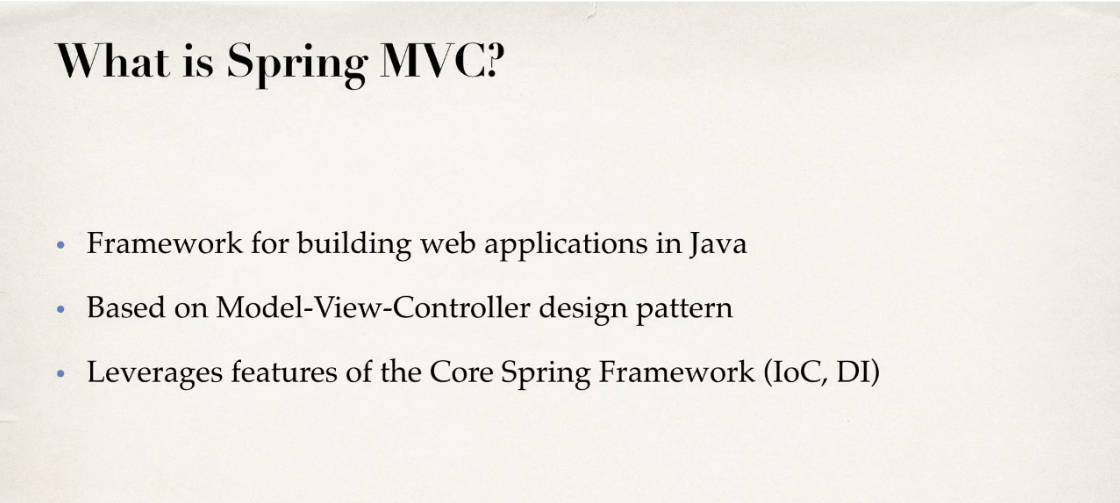 What is Spring MVC?
• Framework for building web applications in Java
• Based on Model-View-Controller design pattern
• Leverages features of the Core Spring Framework (IoC, DI)